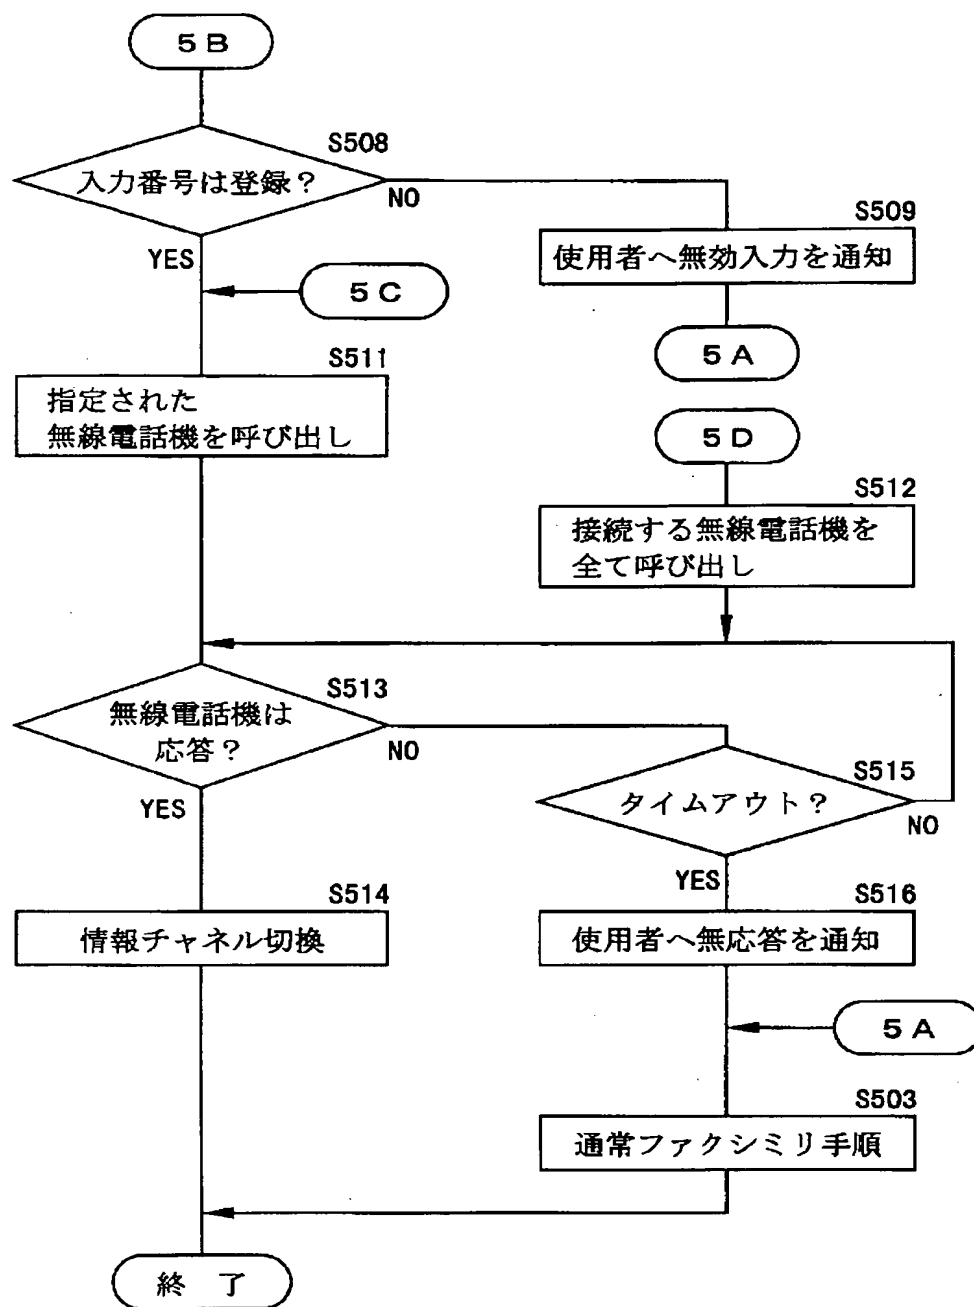 5B
S508
入力番号は登録？
NO
YES
S509
使用者へ無効入力を通知
5C
5A
S511
指定された
無線電話機を呼び出し
5D
S512
接続する無線電話機を
全て呼び出し
S513
無線電話機は
応答？
NO
YES
S515
タイムアウト？
NO
YES
S514
情報チャネル切換
S516
使用者へ無応答を通知
5A
S503
通常ファクシミリ手順
終　了